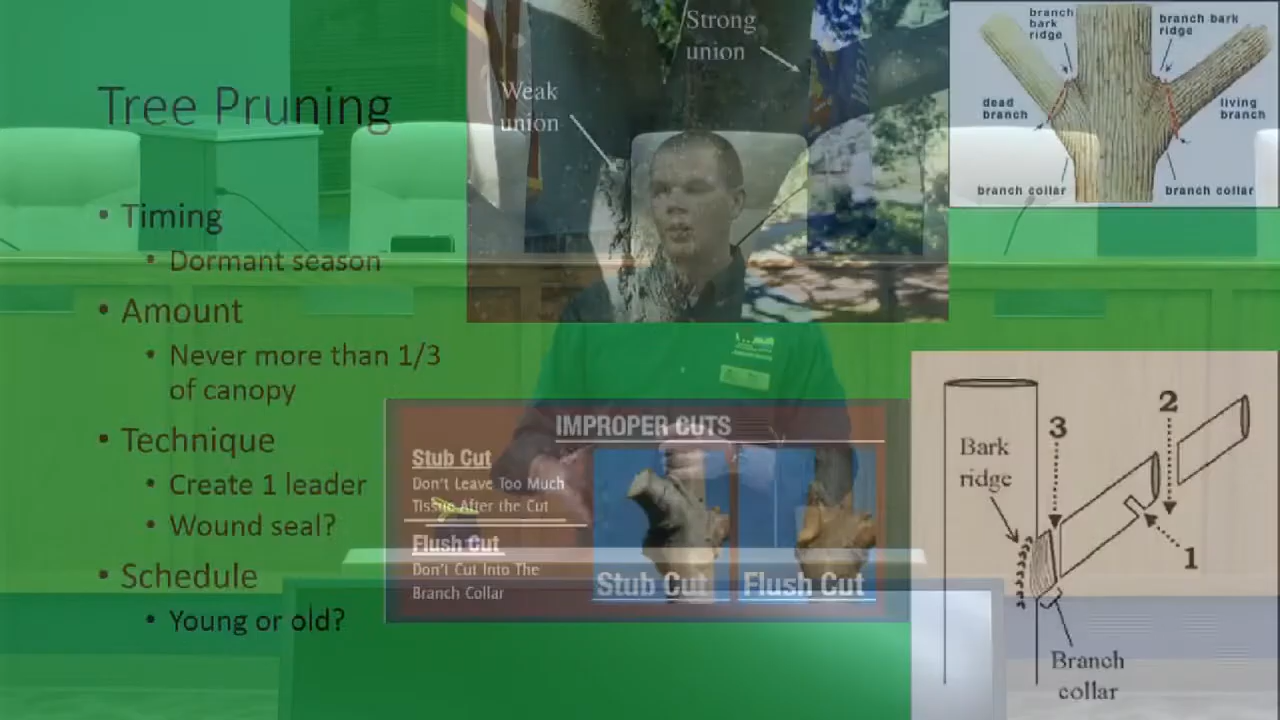 Tree Pruning
• Timing
• Dormant season
• Amount
• Never more than 1/3
of canopy
• Technique
• Create 1 leader
• Wound seal?
• Schedule
• Young or old?
Strong
union
Weak
union
branch
bark
ridge
branch bark
ridge
dead
branch
living
branch
branch collar
branch collar
IMPROPER CUTS
Stub Cut
Don't Leave Too Much
Tissue After the Cut
Flush Cut
Don't Cut Into The
Branch Collar
Stub Cut
Flush Cut
Bark
ridge
3
2
1
Branch
collar